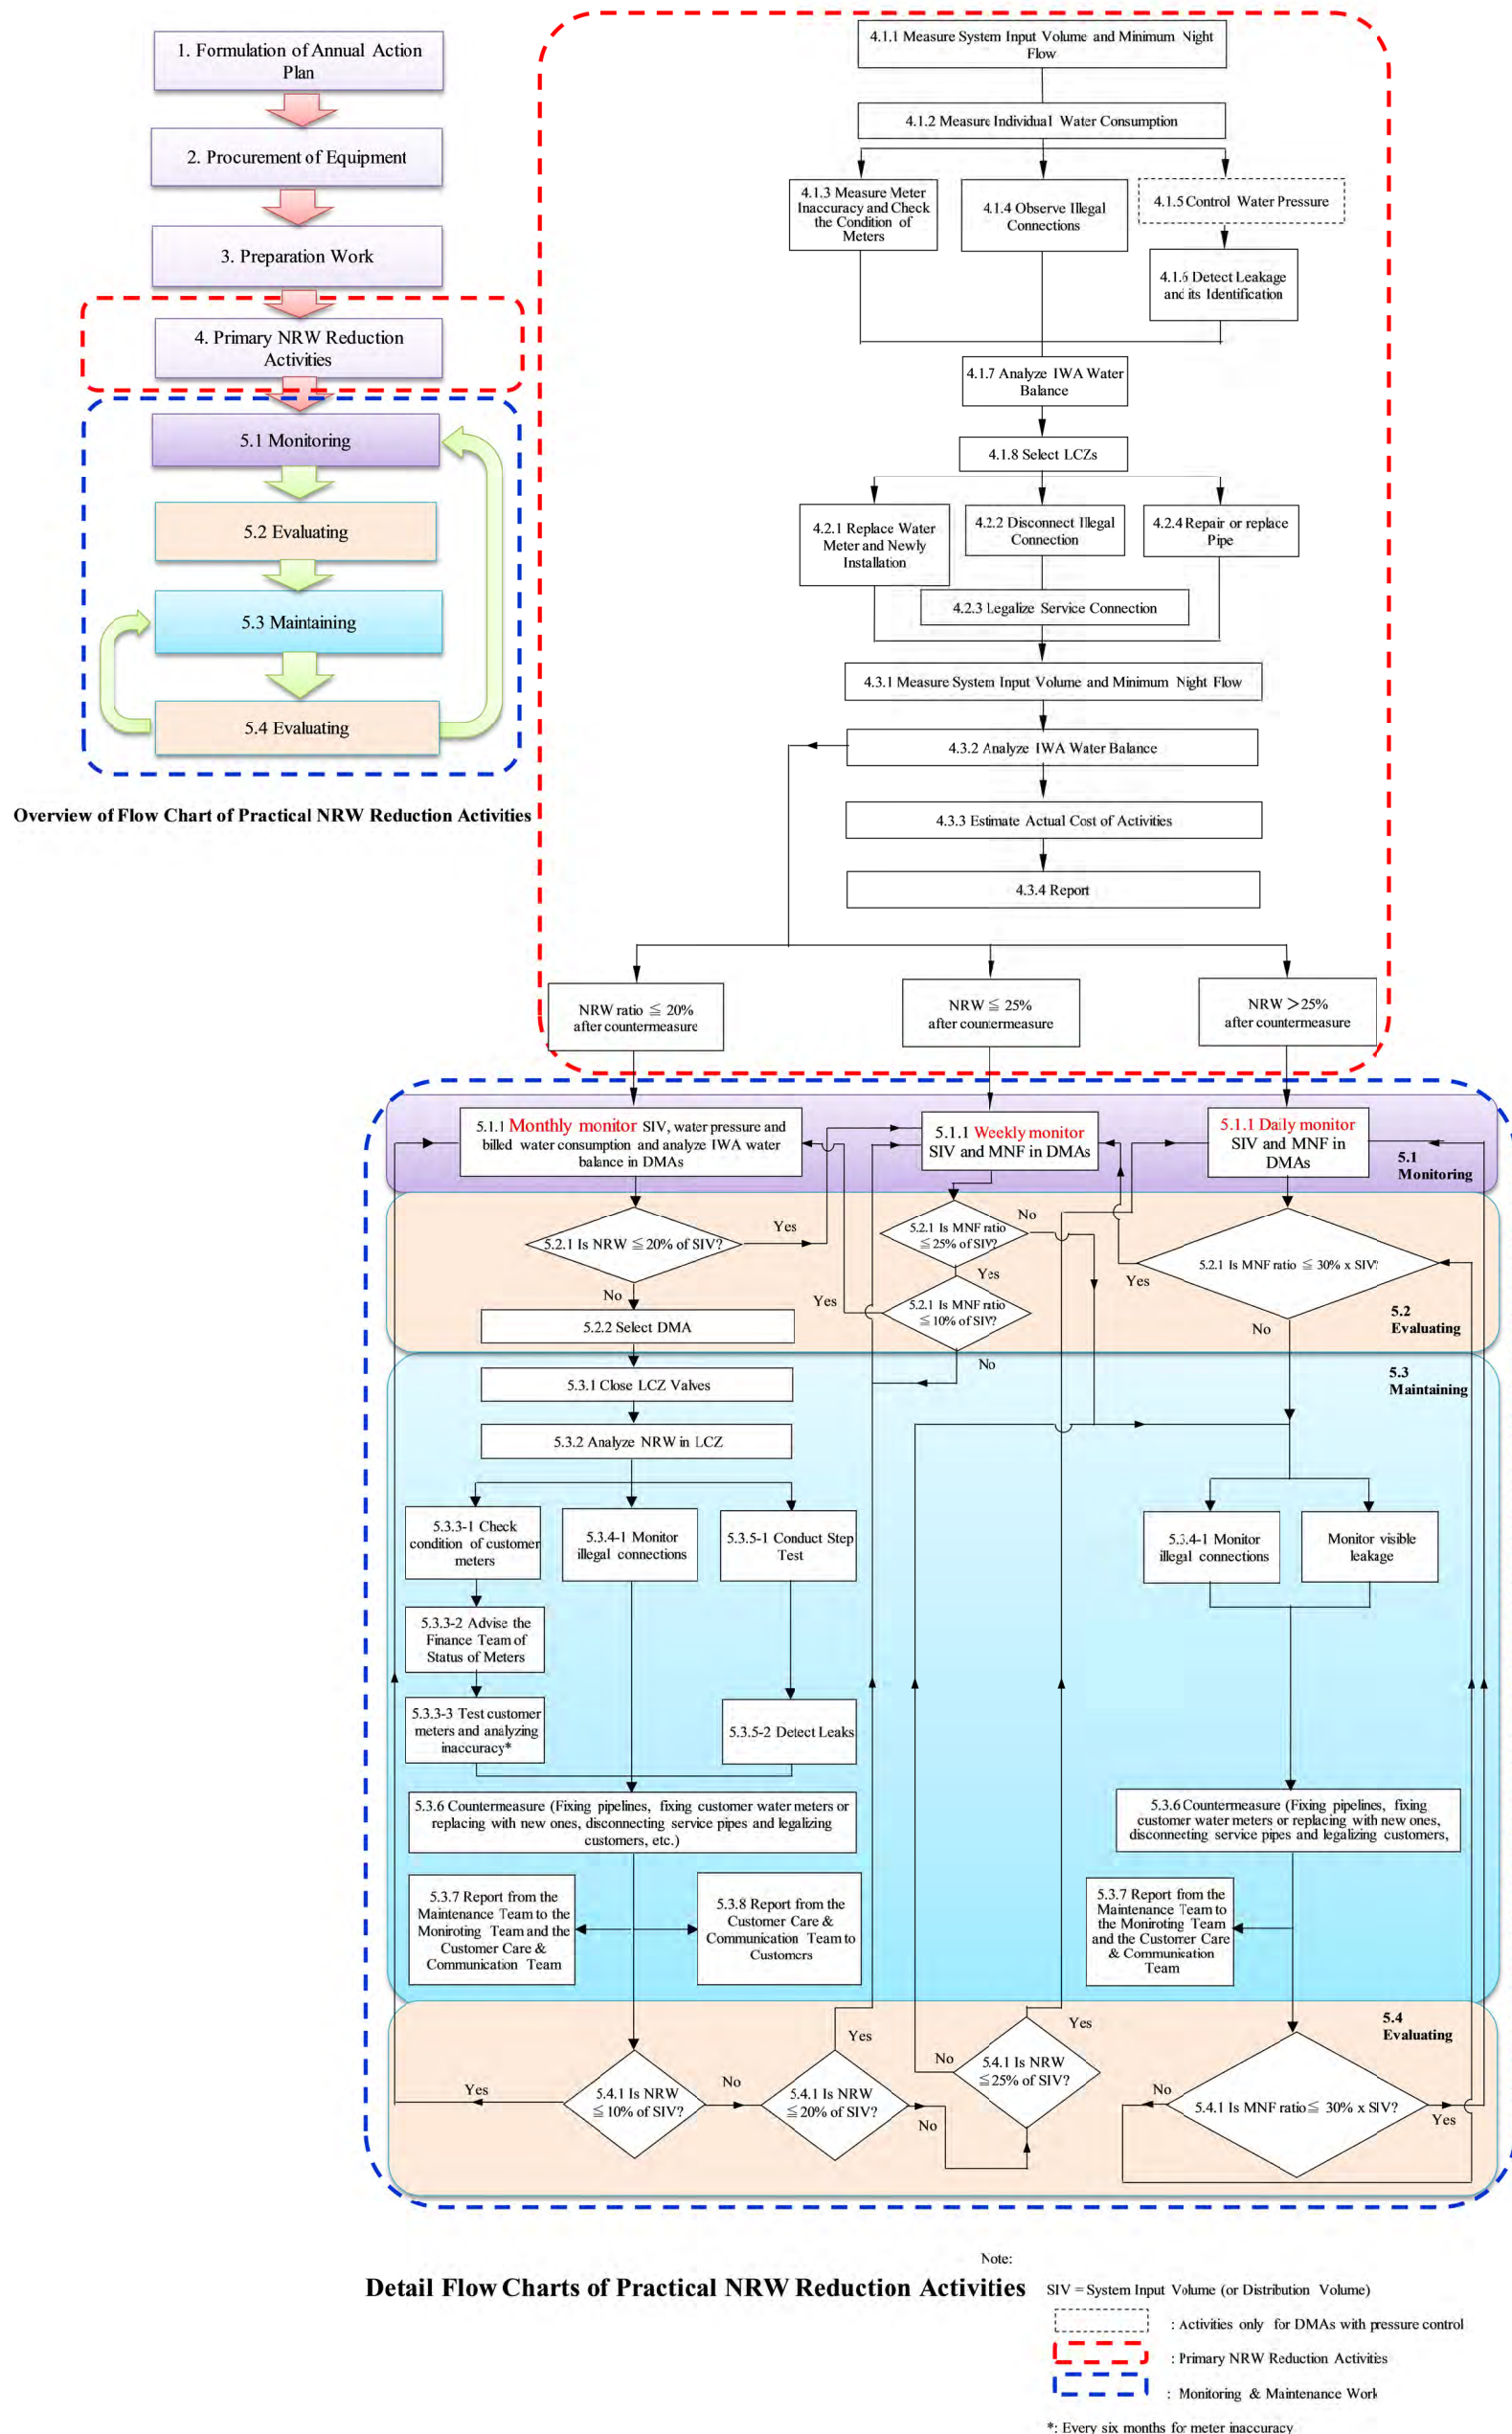 1. Formulation of Annual Action
Plan
2. Procurement of Equipment
3. Preparation Work
4. Primary NRW Reduction
Activities
5.1 Monitoring
5.2 Evaluating
5.3 Maintaining
5.4 Evaluating
Overview of Flow Chart of Practical NRW Reduction Activities
4.1.1 Measure System Input Volume and Minimum Night
Flow
4.1.2 Measure Individual Water Consumption
4.1.3 Measure Meter
Inaccuracy and Check
the Condition of
Meters
4.1.4 Observe Illegal
Connections
4.1.5 Control Water Pressure
4.1.6 Detect Leakage
and its Identification
4.1.7 Analyze IWA Water
Balance
4.1.8 Select LCZs
4.2.1 Replace Water
Meter and Newly
Installation
4.2.2 Disconnect Illegal
Connection
4.2.4 Repair or replace
Pipe
4.2.3 Legalize Service Connection
4.3.1 Measure System Input Volume and Minimum Night Flow
4.3.2 Analyze IWA Water Balance
4.3.3 Estimate Actual Cost of Activities
4.3.4 Report
NRW ratio ≦ 20%
after countermeasure
NRW ≦ 25%
after countermeasure
NRW >25%
after countermeasure
5.1.1 Monthly monitor SIV, water pressure and
billed water consumption and analyze IWA water
balance in DMAs
5.1.1 Weekly monitor
SIV and MNF in DMAs
5.1.1 Daily monitor
SIV and MNF in
DMAs
5.1
Monitoring
5.2.1 Is NRW ≦20% of SIV?
Yes
No
5.2.1 Is MNF ratio
≦25% of SIV?
No
Yes
5.2.1 Is MNF ratio
≦10% of SIV?
Yes
No
5.2.1 Is MNF ratio ≦ 30% x SIV?
Yes
No
5.2
Evaluating
5.2.2 Select DMA
5.3
Maintaining
5.3.1 Close LCZ Valves
5.3.2 Analyze NRW in LCZ
5.3.3-1 Check
condition of customer
meters
5.3.4-1 Monitor
illegal connections
5.3.5-1 Conduct Step
Test
5.3.4-1 Monitor
illegal connections
Monitor visible
leakage
5.3.3-2 Advise the
Finance Team of
Status of Meters
5.3.3-3 Test customer
meters and analyzing
inaccuracy*
5.3.5-2 Detect Leaks
5.3.6 Countermeasure (Fixing pipelines, fixing customer water meters or
replacing with new ones, disconnecting service pipes and legalizing
customers, etc.)
5.3.6 Countermeasure (Fixing pipelines, fixing
customer water meters or replacing with new ones,
disconnecting service pipes and legalizing customers,
5.3.7 Report from the
Maintenance Team to the
Moniroting Team and the
Customer Care &
Communication Team
5.3.8 Report from the
Customer Care &
Communication Team to
Customers
5.3.7 Report from the
Maintenance Team to
the Moniroting Team
and the Customer Care
& Communication
Team
5.4
Evaluating
Yes
5.4.1 Is NRW
≦10% of SIV?
No
5.4.1 Is NRW
≦20% of SIV?
Yes
No
5.4.1 Is NRW
≦25% of SIV?
No
Yes
5.4.1 Is MNF ratio≦ 30% x SIV?
No
Yes
Detail Flow Charts of Practical NRW Reduction Activities
Note:
SIV = System Input Volume (or Distribution Volume)
: Activities only for DMAs with pressure control
: Primary NRW Reduction Activities
: Monitoring & Maintenance Work
*: Every six months for meter inaccuracy